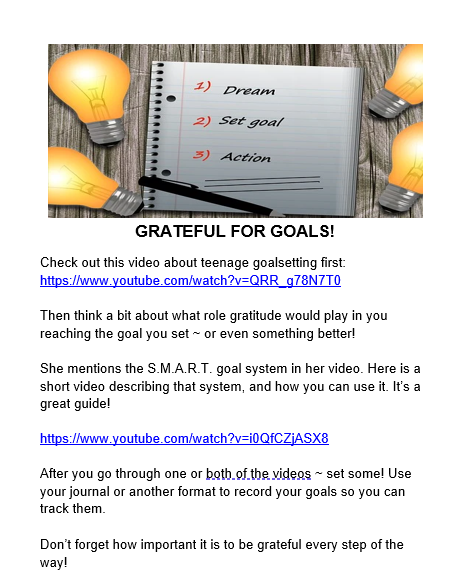 1) Dream
2) Set goal
3) Action
GRATEFUL FOR GOALS!
Check out this video about teenage goalsetting first:
https://www.youtube.com/watch?v=QRR_g78N7T0
Then think a bit about what role gratitude would play in you
reaching the goal you set ~ or even something better!
She mentions the S.M.A.R.T. goal system in her video. Here is a
short video describing that system, and how you can use it. It’s a
great guide!
https://www.youtube.com/watch?v=i0QfCZjASX8
After you go through one or both of the videos ~ set some! Use
your journal or another format to record your goals so you can
track them.
Don’t forget how important it is to be grateful every step of the
way!